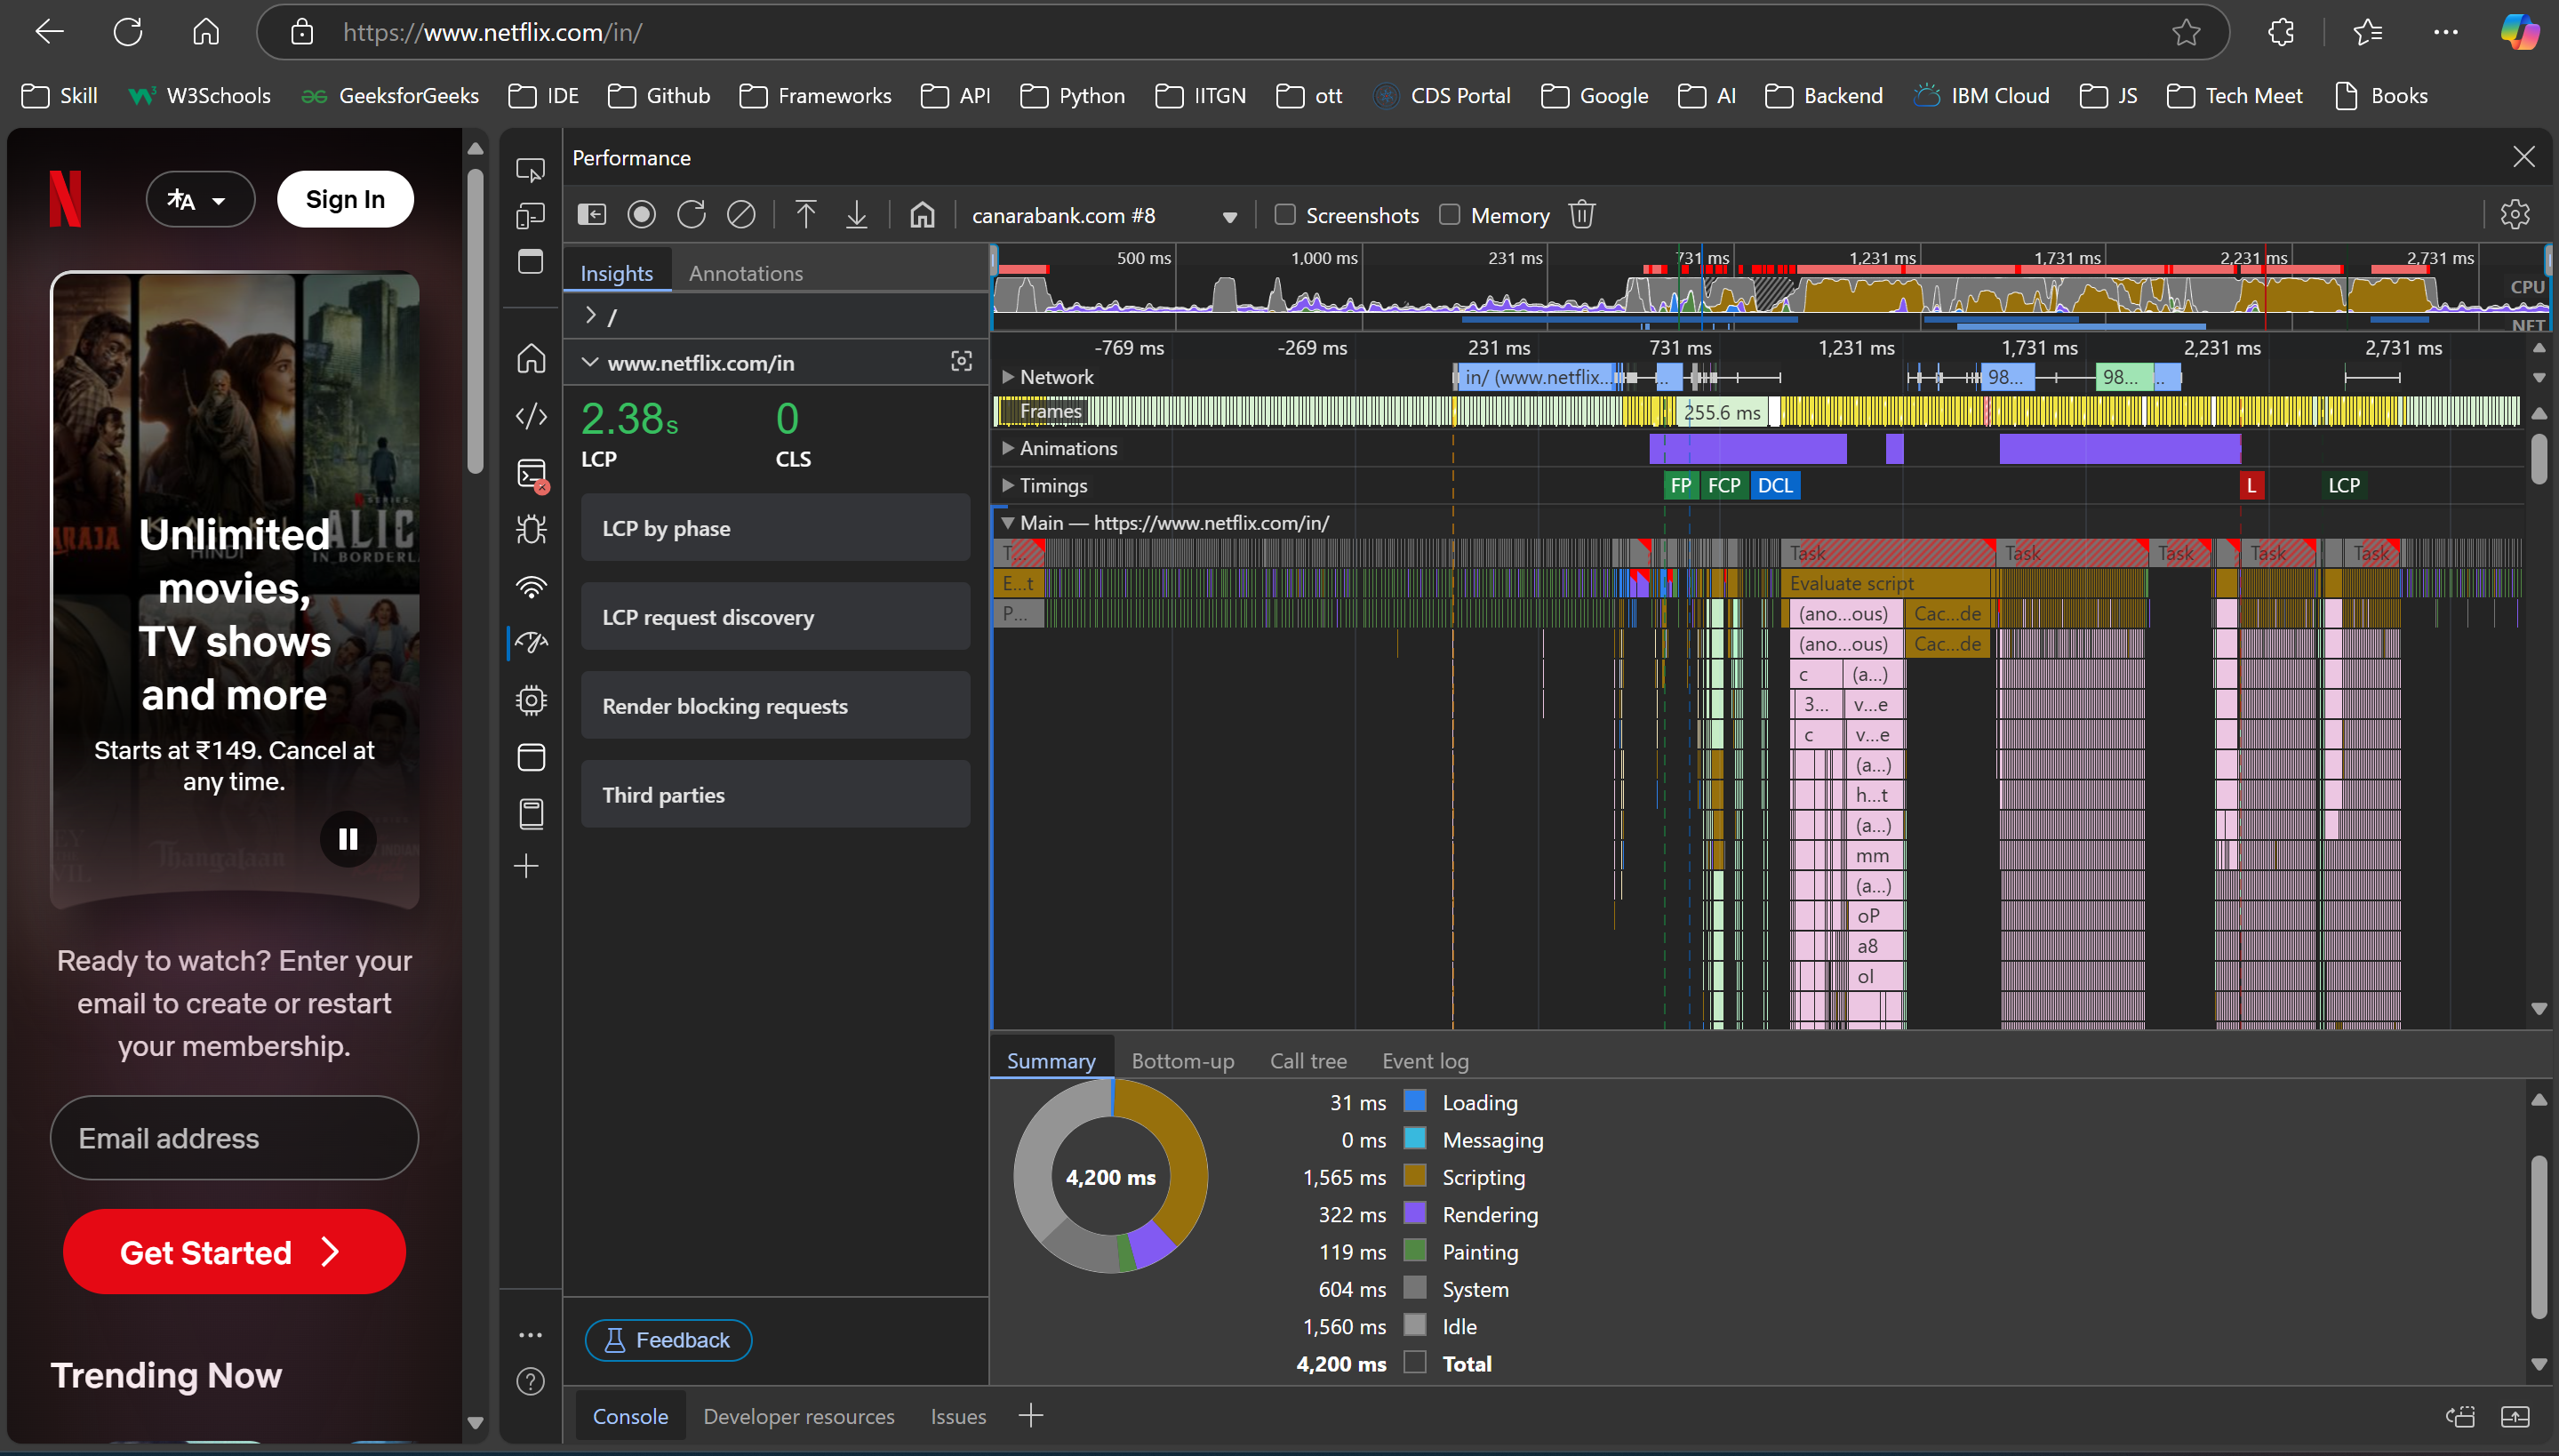 https://www.netflix.com/in/
Skill
W3Schools
GeeksforGeeks
IDE
Github
Frameworks
API
Python
IITGN
ott
CDS Portal
Google
AI
Backend
IBM Cloud
JS
Tech Meet
Books
Sign In
Unlimited
movies,
TV shows
and more
Starts at ₹149. Cancel at
any time.
Ready to watch? Enter your
email to create or restart
your membership.
Email address
Get Started
Trending Now
Performance
canarabank.com #8
Screenshots
Memory
Insights
Annotations
/
www.netflix.com/in
2.38s
LCP
0
CLS
LCP by phase
LCP request discovery
Render blocking requests
Third parties
Feedback
500 ms
1,000 ms
231 ms
731 ms
1,231 ms
1,731 ms
2,231 ms
2,731 ms
CPU
NET
-769 ms
-269 ms
231 ms
731 ms
1,231 ms
1,731 ms
2,231 ms
2,731 ms
Network
in/ (www.netflix...
...
98...
98...
...
Frames
255.6 ms
Animations
Timings
FP
FCP
DCL
L
LCP
Main — https://www.netflix.com/in/
T...
Task
Task
Task
Task
Task
E...t
Evaluate script
P...
(ano...ous)
Cac...de
(ano...ous)
Cac...de
c
(a...)
3...
v...e
c
v...e
(a...)
h...t
(a...)
mm
(a...)
oP
a8
Summary
Bottom-up
Call tree
Event log
4,200 ms
31 ms Loading
0 ms Messaging
1,565 ms Scripting
322 ms Rendering
119 ms Painting
604 ms System
1,560 ms Idle
4,200 ms Total
Console
Developer resources
Issues